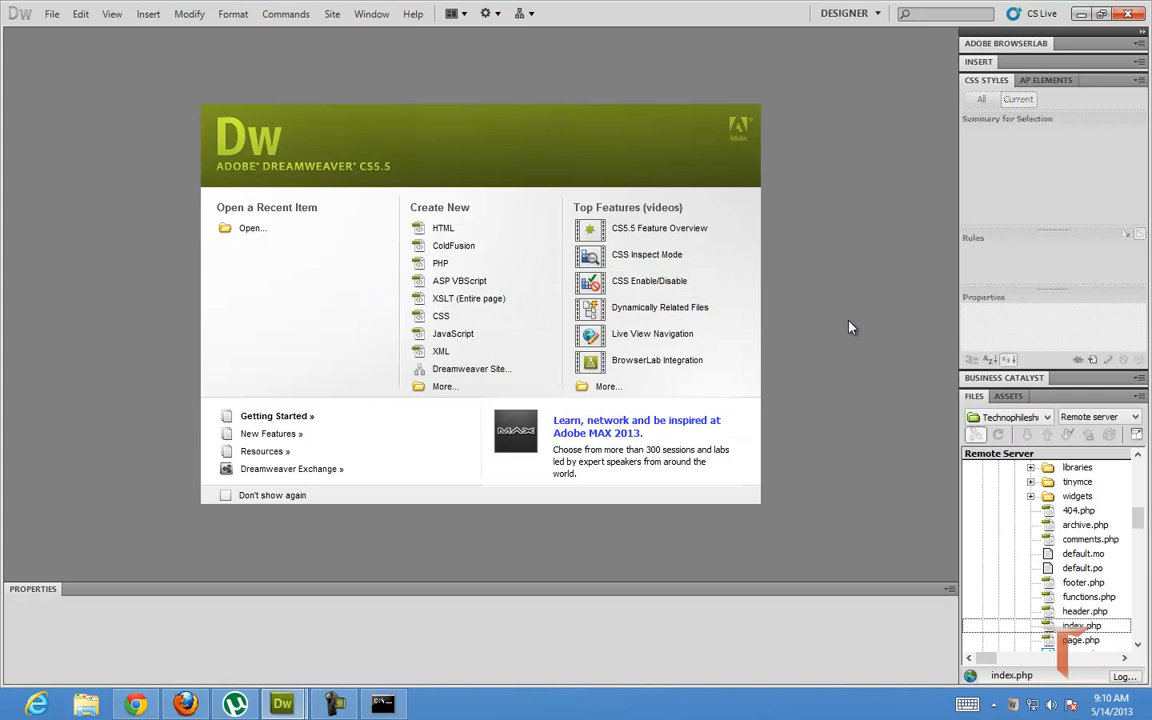 Dw File Edit View Insert Modify Format Commands Site Window Help DESIGNER CS Live
ADOBE BROWSERLAB
INSERT
CSS STYLES AP ELEMENTS
All Current
Summary for Selection
Rules
Properties
Dw
ADOBE® DREAMWEAVER® CS5.5
Adobe
Open a Recent Item
Open...
Create New
HTML
ColdFusion
PHP
ASP VBScript
XSLT (Entire page)
CSS
JavaScript
XML
Dreamweaver Site...
More...
Top Features (videos)
CS5.5 Feature Overview
CSS Inspect Mode
CSS Enable/Disable
Dynamically Related Files
Live View Navigation
BrowserLab Integration
More...
Getting Started »
New Features »
Resources »
Dreamweaver Exchange »
MAX
Learn, network and be inspired at
Adobe MAX 2013.
Choose from more than 300 sessions and labs
led by expert speakers from around the
world.
Don't show again
BUSINESS CATALYST
FILES ASSETS
Technophilesh Remote server
Remote Server
libraries
tinymce
widgets
404.php
archive.php
comments.php
default.mo
default.po
footer.php
functions.php
header.php
index.php
page.php
index.php Log...
PROPERTIES
Dw
9:10 AM
5/14/2013